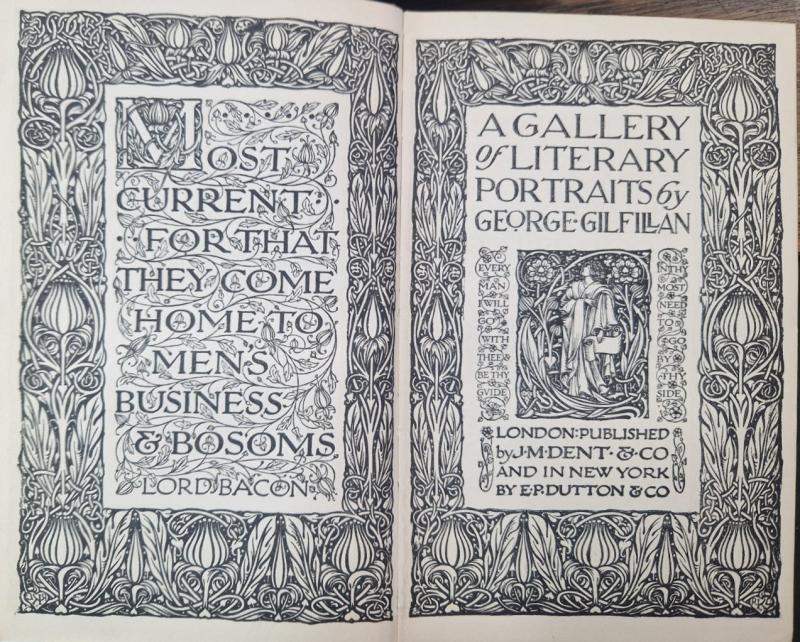 MOST
CURRENT ·
· FOR THAT
THEY COME
HOME TO
MEN'S
BUSINESS
& BOSOMS
LORD BACON
A GALLERY
of LITERARY
PORTRAITS by
GEORGE·GILFILLAN
EVERY
MAN
I WILL
GO
WITH
THEE &
BE THY
GUIDE
IN THY
MOST
NEED
TO
GO
BY
THY
SIDE
LONDON: PUBLISHED
by J·M·DENT·&·CO
AND IN NEW YORK
BY E·P·DUTTON & CO